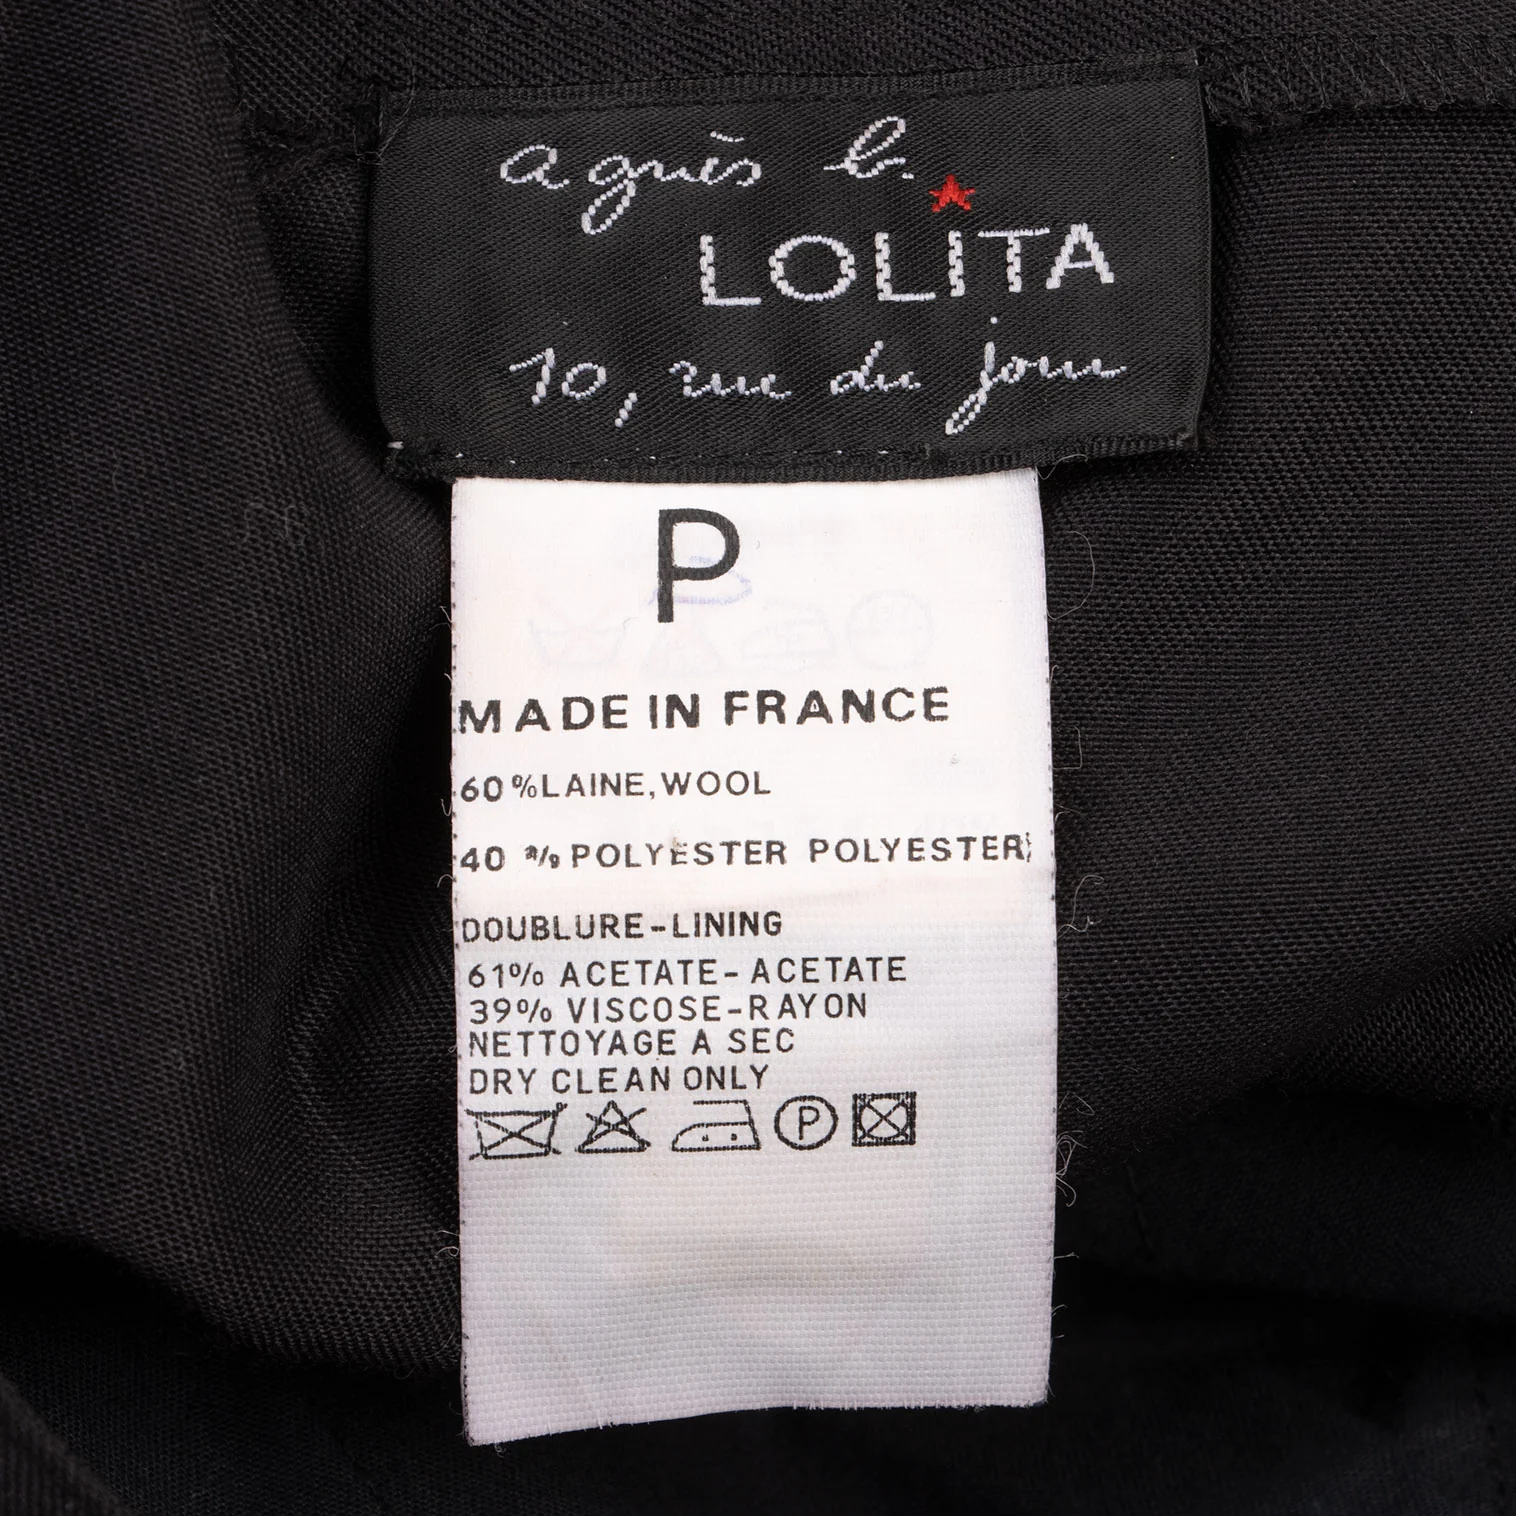 agnès b.
LOLITA
10, rue du jour
P
MADE IN FRANCE
60%LAINE, WOOL
40 % POLYESTER POLYESTER
DOUBLURE-LINING
61% ACETATE-ACETATE
39% VISCOSE-RAYON
NETTOYAGE A SEC
DRY CLEAN ONLY
P